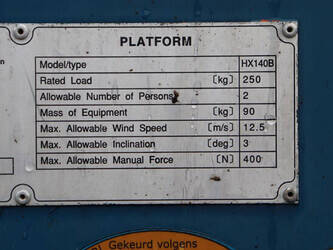 PLATFORM
Model/type HX140B
Rated Load [kg] 250
Allowable Number of Persons 2
Mass of Equipment [kg] 90
Max. Allowable Wind Speed [m/s] 12.5
Max. Allowable Inclination [deg] 3
Max. Allowable Manual Force [N] 400
Gekeurd volgens